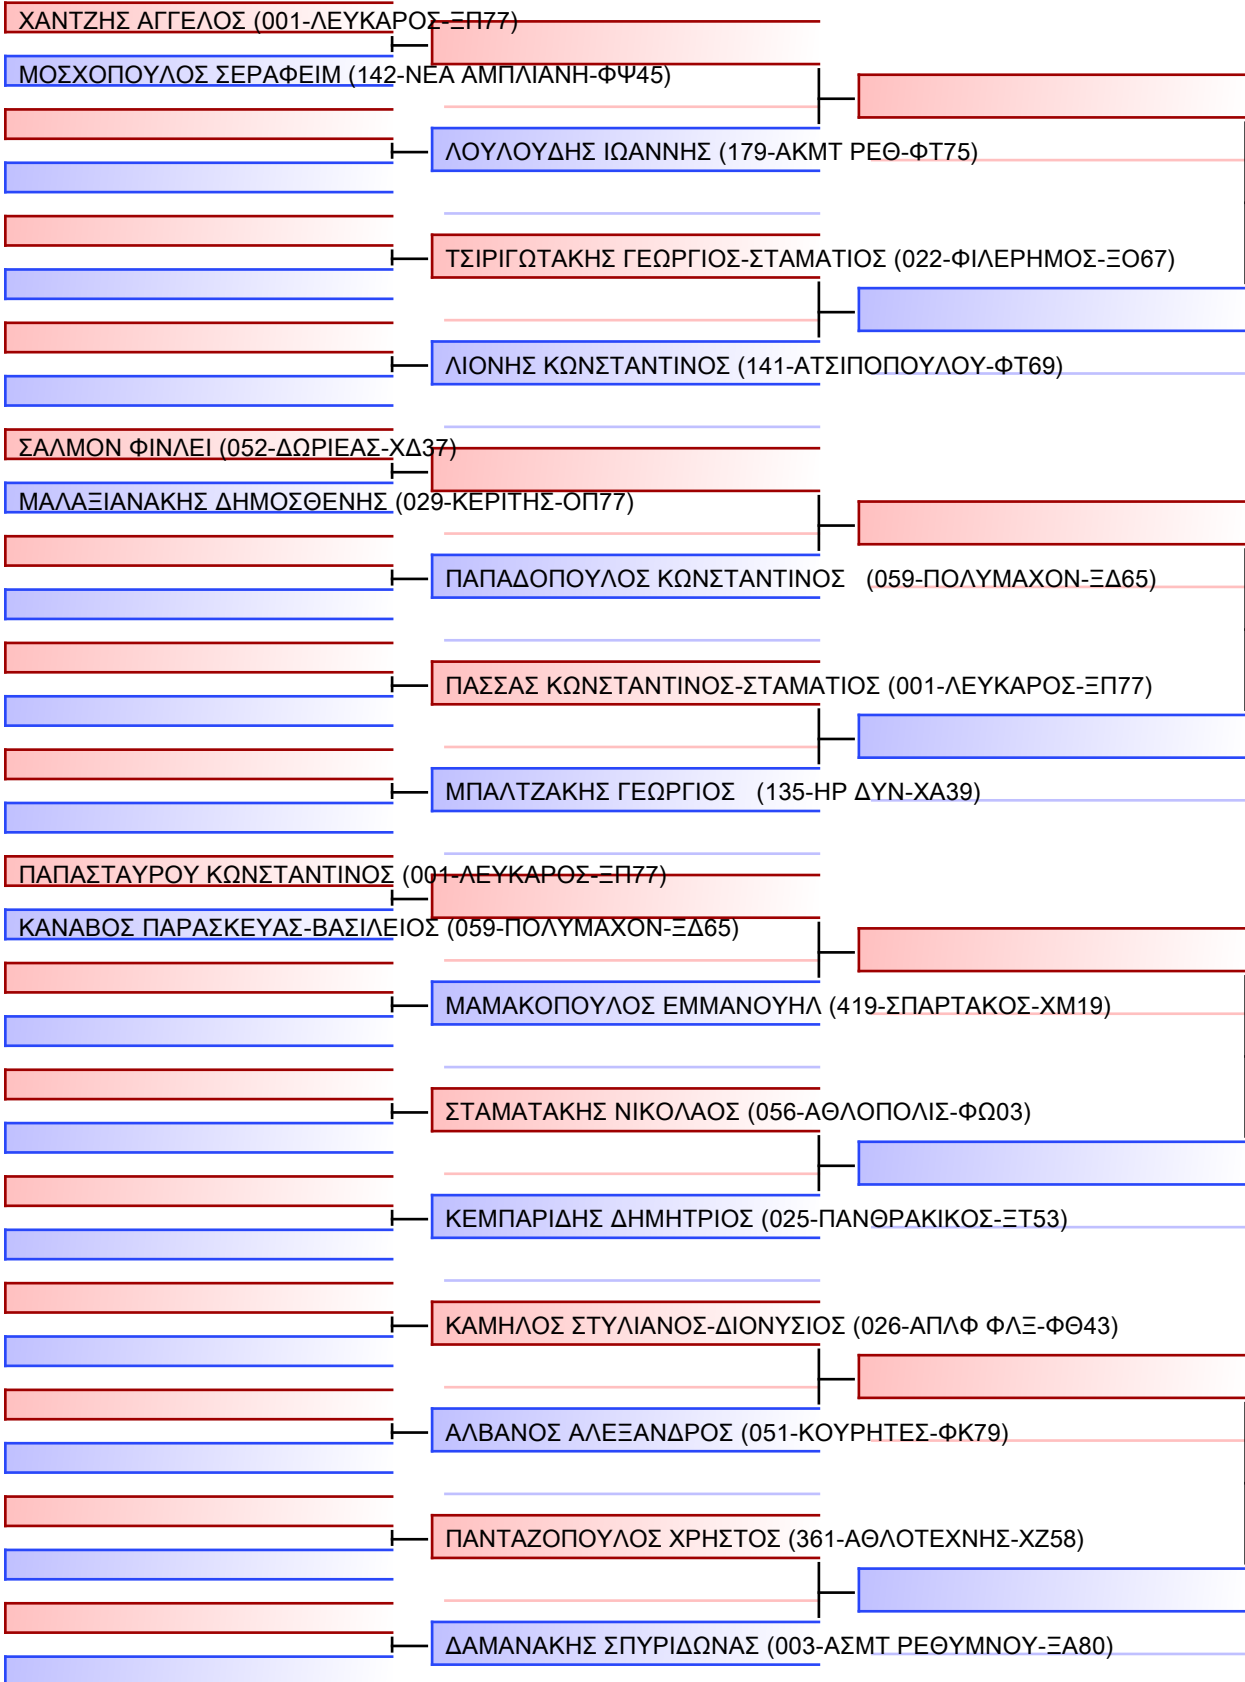 ΧΑΝΤΖΗΣ ΑΓΓΕΛΟΣ (001-ΛΕΥΚΑΡΟΣ-ΞΠ77)
ΜΟΣΧΟΠΟΥΛΟΣ ΣΕΡΑΦΕΙΜ (142-ΝΕΑ ΑΜΠΛΙΑΝΗ-ΦΨ45)
ΛΟΥΛΟΥΔΗΣ ΙΩΑΝΝΗΣ (179-ΑΚΜΤ ΡΕΘ-ΦΤ75)
ΤΣΙΡΙΓΩΤΑΚΗΣ ΓΕΩΡΓΙΟΣ-ΣΤΑΜΑΤΙΟΣ (022-ΦΙΛΕΡΗΜΟΣ-ΞΟ67)
ΛΙΟΝΗΣ ΚΩΝΣΤΑΝΤΙΝΟΣ (141-ΑΤΣΙΠΟΠΟΥΛΟΥ-ΦΤ69)
ΣΑΛΜΟΝ ΦΙΝΛΕΙ (052-ΔΩΡΙΕΑΣ-ΧΔ37)
ΜΑΛΑΞΙΑΝΑΚΗΣ ΔΗΜΟΣΘΕΝΗΣ (029-ΚΕΡΙΤΗΣ-ΟΠ77)
ΠΑΠΑΔΟΠΟΥΛΟΣ ΚΩΝΣΤΑΝΤΙΝΟΣ (059-ΠΟΛΥΜΑΧΟΝ-ΞΔ65)
ΠΑΣΣΑΣ ΚΩΝΣΤΑΝΤΙΝΟΣ-ΣΤΑΜΑΤΙΟΣ (001-ΛΕΥΚΑΡΟΣ-ΞΠ77)
ΜΠΑΛΤΖΑΚΗΣ ΓΕΩΡΓΙΟΣ (135-ΗΡ ΔΥΝ-ΧΑ39)
ΠΑΠΑΣΤΑΥΡΟΥ ΚΩΝΣΤΑΝΤΙΝΟΣ (001-ΛΕΥΚΑΡΟΣ-ΞΠ77)
ΚΑΝΑΒΟΣ ΠΑΡΑΣΚΕΥΑΣ-ΒΑΣΙΛΕΙΟΣ (059-ΠΟΛΥΜΑΧΟΝ-ΞΔ65)
ΜΑΜΑΚΟΠΟΥΛΟΣ ΕΜΜΑΝΟΥΗΛ (419-ΣΠΑΡΤΑΚΟΣ-ΧΜ19)
ΣΤΑΜΑΤΑΚΗΣ ΝΙΚΟΛΑΟΣ (056-ΑΘΛΟΠΟΛΙΣ-ΦΩ03)
ΚΕΜΠΑΡΙΔΗΣ ΔΗΜΗΤΡΙΟΣ (025-ΠΑΝΘΡΑΚΙΚΟΣ-ΞΤ53)
ΚΑΜΗΛΟΣ ΣΤΥΛΙΑΝΟΣ-ΔΙΟΝΥΣΙΟΣ (026-ΑΠΛΦ ΦΛΞ-ΦΘ43)
ΑΛΒΑΝΟΣ ΑΛΕΞΑΝΔΡΟΣ (051-ΚΟΥΡΗΤΕΣ-ΦΚ79)
ΠΑΝΤΑΖΟΠΟΥΛΟΣ ΧΡΗΣΤΟΣ (361-ΑΘΛΟΤΕΧΝΗΣ-ΧΖ58)
ΔΑΜΑΝΑΚΗΣ ΣΠΥΡΙΔΩΝΑΣ (003-ΑΣΜΤ ΡΕΘΥΜΝΟΥ-ΞΑ80)